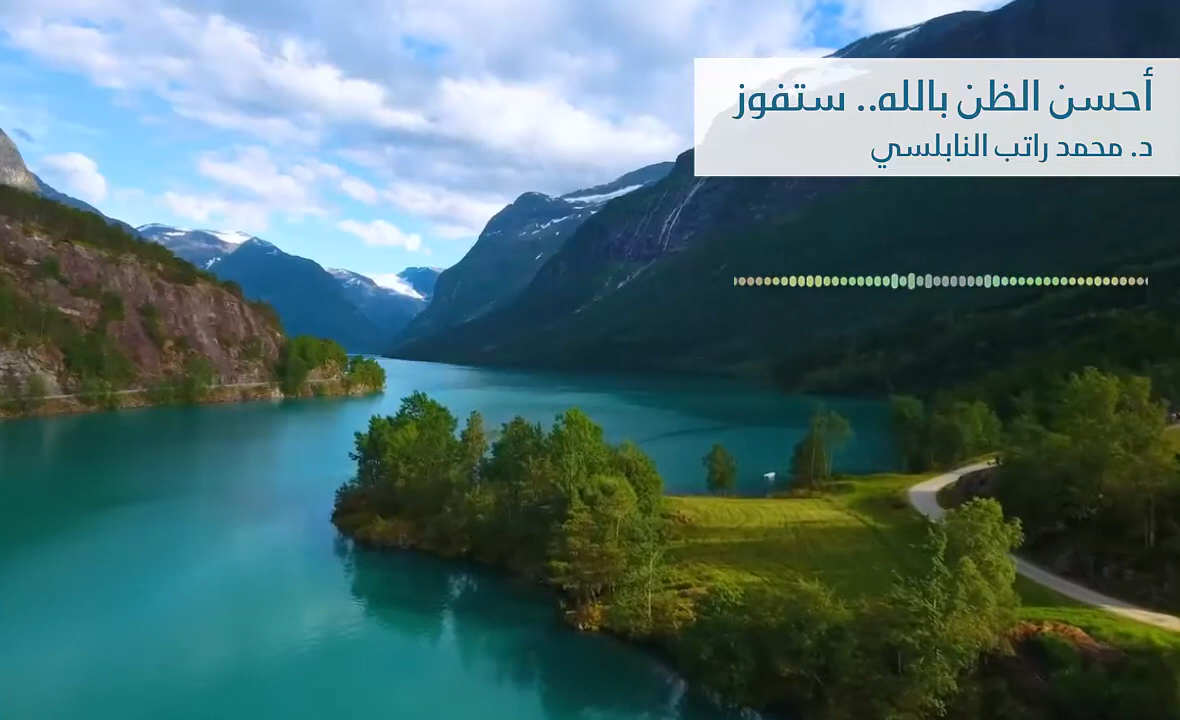 أحسن الظن بالله.. ستفوز
د. محمد راتب النابلسي